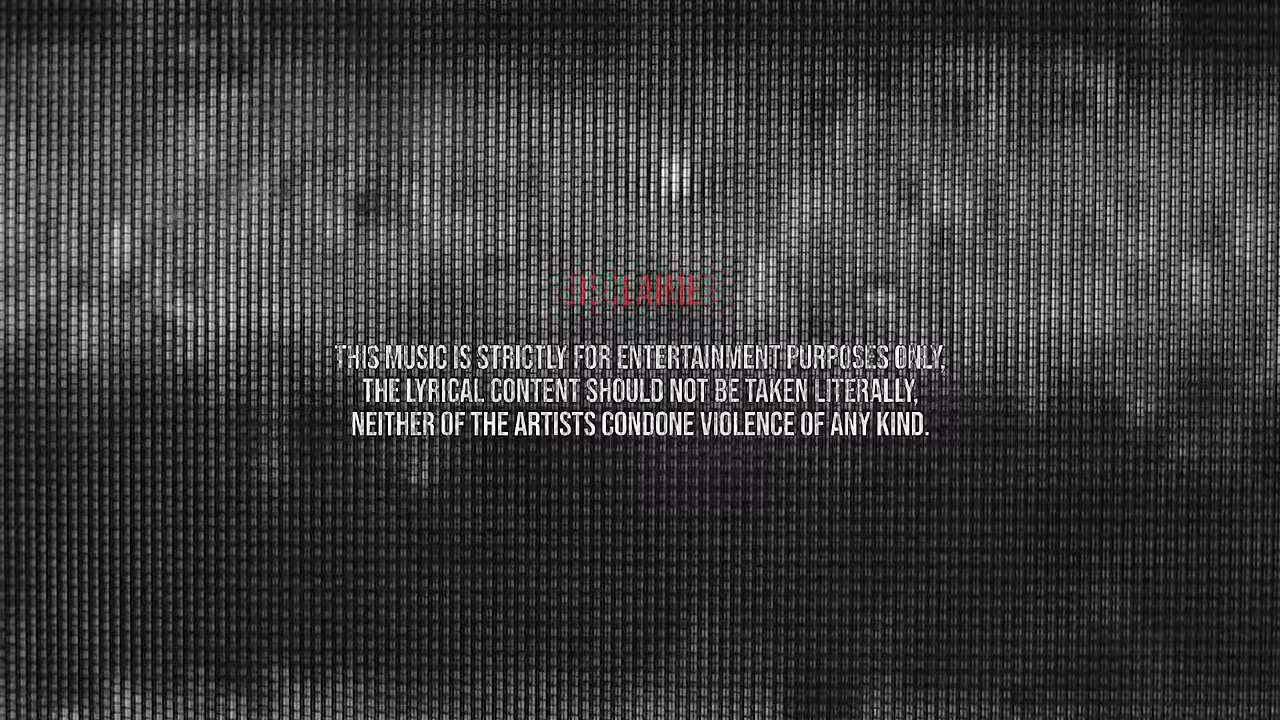 DISCLAIMER
THIS MUSIC IS STRICTLY FOR ENTERTAINMENT PURPOSES ONLY,
THE LYRICAL CONTENT SHOULD NOT BE TAKEN LITERALLY,
NEITHER OF THE ARTISTS CONDONE VIOLENCE OF ANY KIND.